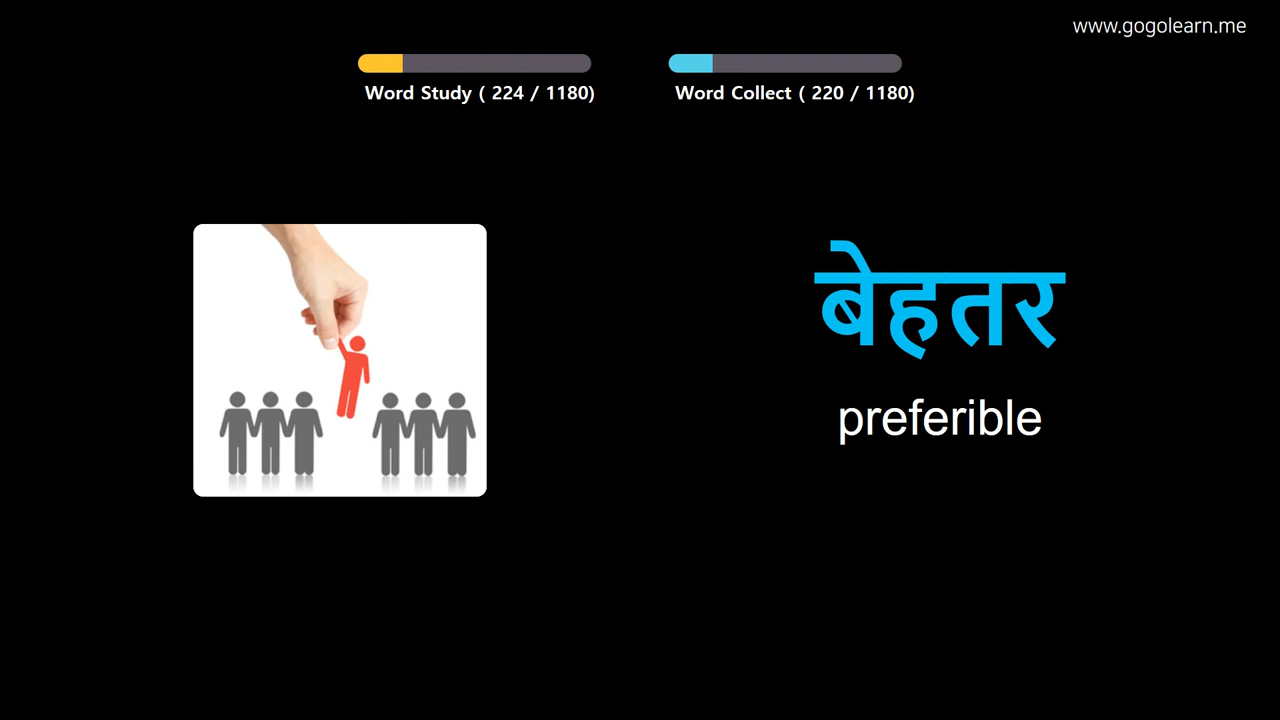 www.gogolearn.me
Word Study ( 224 / 1180)
Word Collect ( 220 / 1180)
बेहतर
preferible